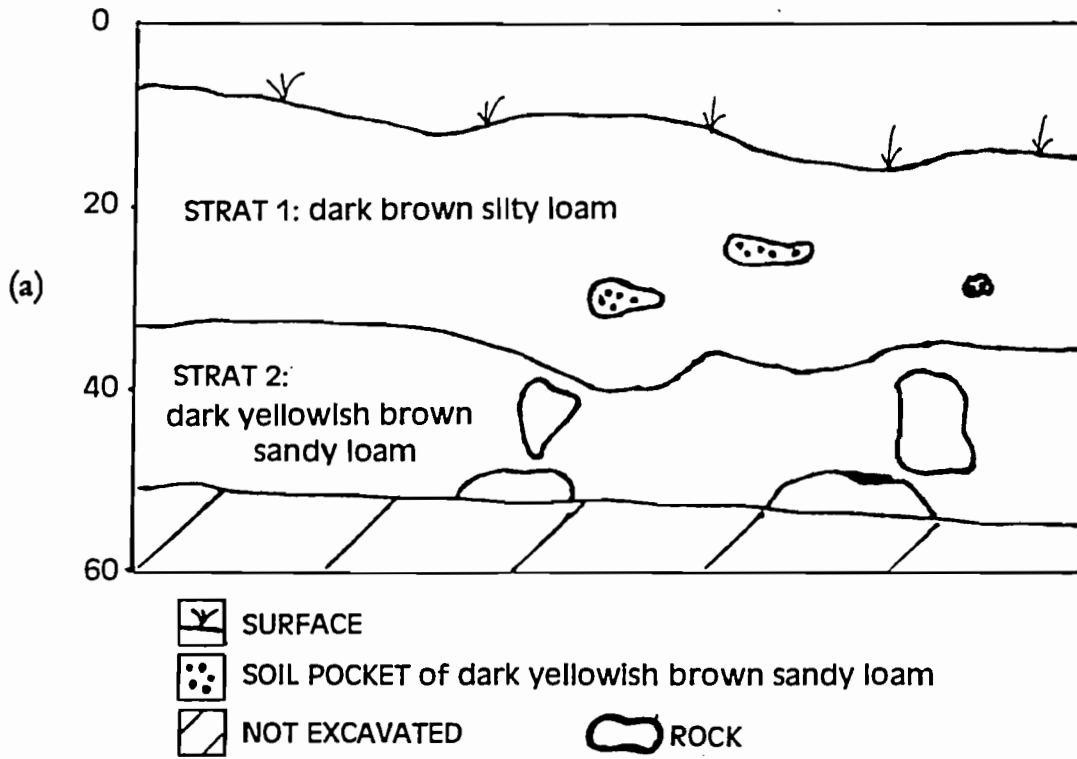 0
20
STRAT 1: dark brown silty loam
(a)
40
STRAT 2:
dark yellowish brown
sandy loam
60
SURFACE
SOIL POCKET of dark yellowish brown sandy loam
NOT EXCAVATED
ROCK